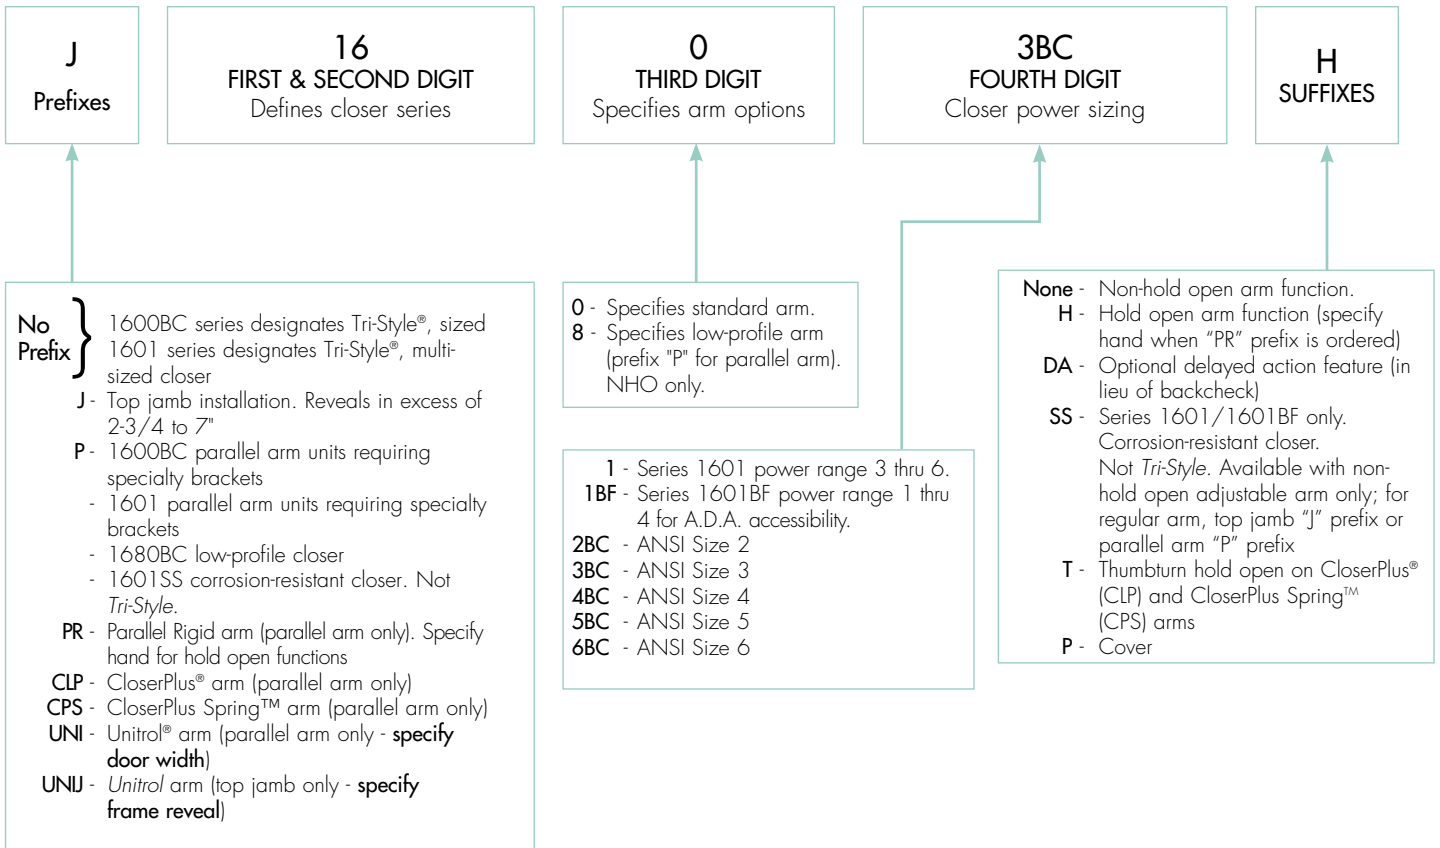 J
Prefixes
16
FIRST & SECOND DIGIT
Defines closer series
0
THIRD DIGIT
Specifies arm options
3BC
FOURTH DIGIT
Closer power sizing
H
SUFFIXES
No
Prefix
}
1600BC series designates Tri-Style®, sized
1601 series designates Tri-Style®, multi-
sized closer
J - Top jamb installation. Reveals in excess of
2-3/4 to 7"
P - 1600BC parallel arm units requiring
specialty brackets
- 1601 parallel arm units requiring specialty
brackets
- 1680BC low-profile closer
- 1601SS corrosion-resistant closer. Not
Tri-Style.
PR - Parallel Rigid arm (parallel arm only). Specify
hand for hold open functions
CLP - CloserPlus® arm (parallel arm only)
CPS - CloserPlus Spring™ arm (parallel arm only)
UNI - Unitrol® arm (parallel arm only - specify
door width)
UNIJ - Unitrol arm (top jamb only - specify
frame reveal)
0 - Specifies standard arm.
8 - Specifies low-profile arm
(prefix "P" for parallel arm).
NHO only.
1 - Series 1601 power range 3 thru 6.
1BF - Series 1601BF power range 1 thru
4 for A.D.A. accessibility.
2BC - ANSI Size 2
3BC - ANSI Size 3
4BC - ANSI Size 4
5BC - ANSI Size 5
6BC - ANSI Size 6
None - Non-hold open arm function.
H - Hold open arm function (specify
hand when “PR” prefix is ordered)
DA - Optional delayed action feature (in
lieu of backcheck)
SS - Series 1601/1601BF only.
Corrosion-resistant closer.
Not Tri-Style. Available with non-
hold open adjustable arm only; for
regular arm, top jamb “J” prefix or
parallel arm “P” prefix
T - Thumbturn hold open on CloserPlus®
(CLP) and CloserPlus Spring™
(CPS) arms
P - Cover